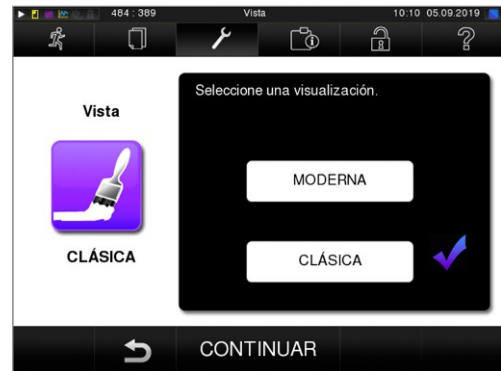 484 : 389 Vista 10:10 05.09.2019
Seleccione una visualización.
Vista
MODERNA
CLÁSICA
CLÁSICA
CONTINUAR